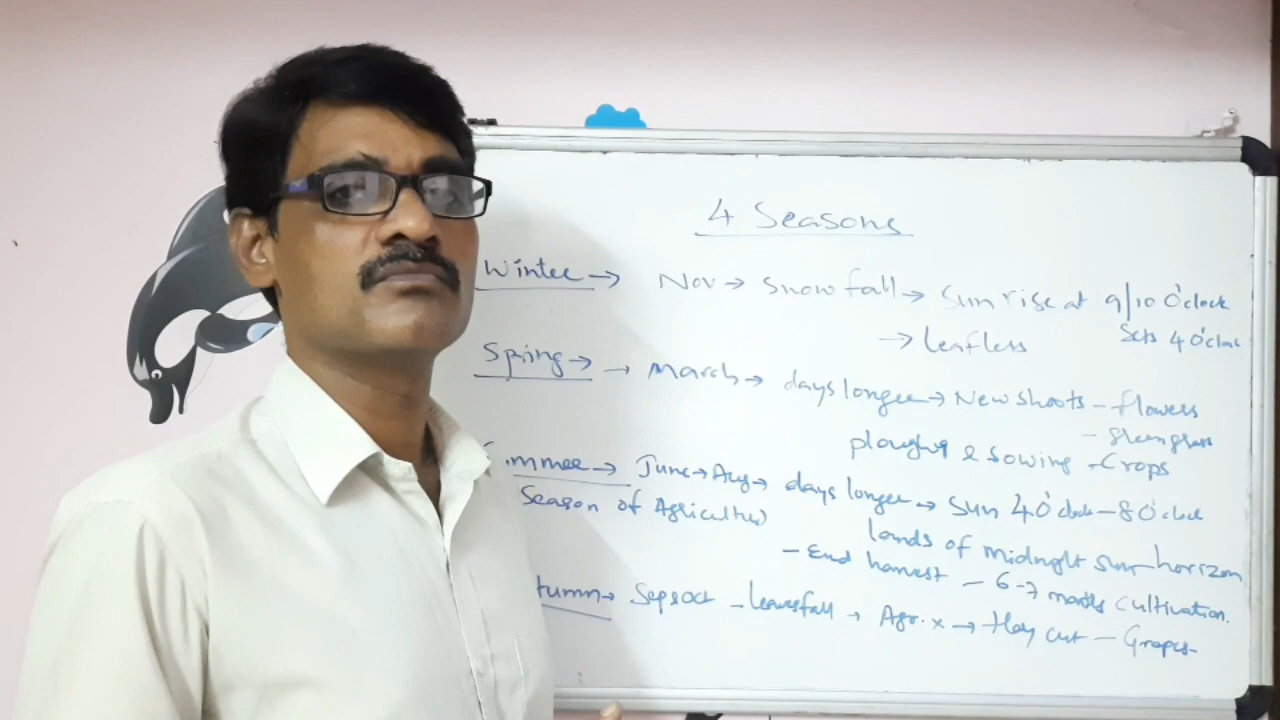 4 Seasons
Winter → Nov → Snow fall → Sun rise at 9/10 O'clock
→ leafless Sets 4 O'cloc
Spring → → March → days longer → New shoots - flowers
- Green grass
ploughing & Sowing - Crops
mmer → June → Aug → days longer → Sun 4 O'clock - 8 O'clock
Season of Agriculture
lands of midnight sun - horizon
- End harvest - 6-7 months cultivation.
tumn → Sep & Oct - leaves fall → Agr. x → Hay cut - Grapes